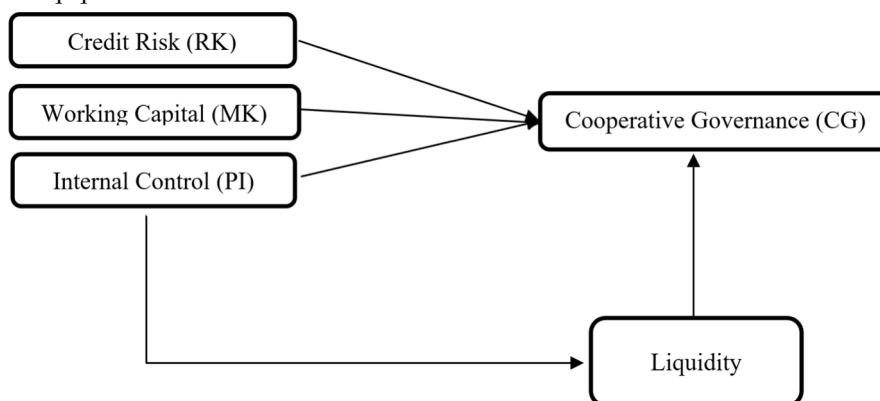 Credit Risk (RK)
Working Capital (MK)
Cooperative Governance (CG)
Internal Control (PI)
Liquidity